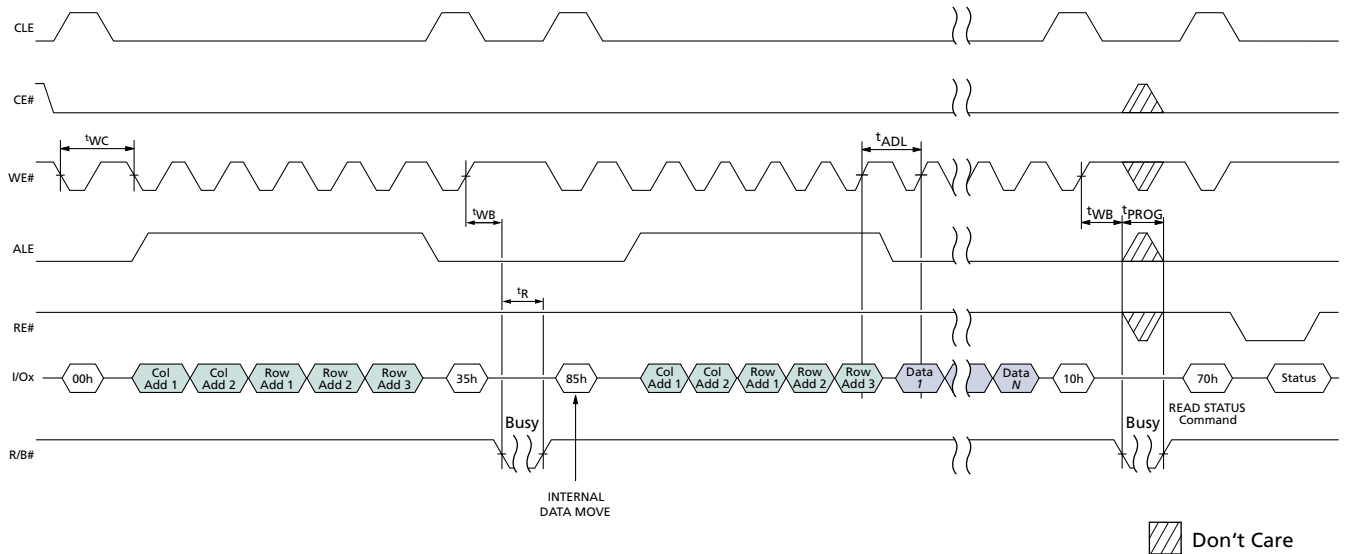 CLE
CE#
tWC
tADL
WE#
tWB
tWB
tPROG
ALE
tR
RE#
I/Ox
00h
Col Add 1
Col Add 2
Row Add 1
Row Add 2
Row Add 3
35h
85h
Col Add 1
Col Add 2
Row Add 1
Row Add 2
Row Add 3
Data 1
Data N
10h
70h
Status
READ STATUS
Command
Busy
Busy
R/B#
INTERNAL
DATA MOVE
Don't Care